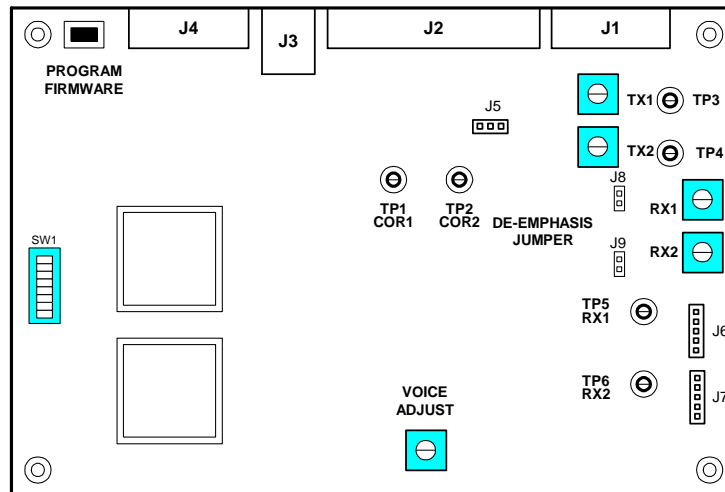 J4
J3
J2
J1
PROGRAM
FIRMWARE
TX1
TP3
J5
TX2
TP4
J8
TP1
COR1
TP2
COR2
DE-EMPHASIS
JUMPER
RX1
SW1
J9
RX2
TP5
RX1
J6
TP6
RX2
J7
VOICE
ADJUST